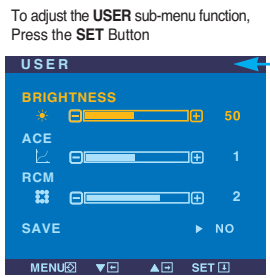 To adjust the USER sub-menu function,
Press the SET Button
USER
BRIGHTNESS
50
ACE
1
RCM
2
SAVE ▶ NO
MENU ▼ ▲ SET